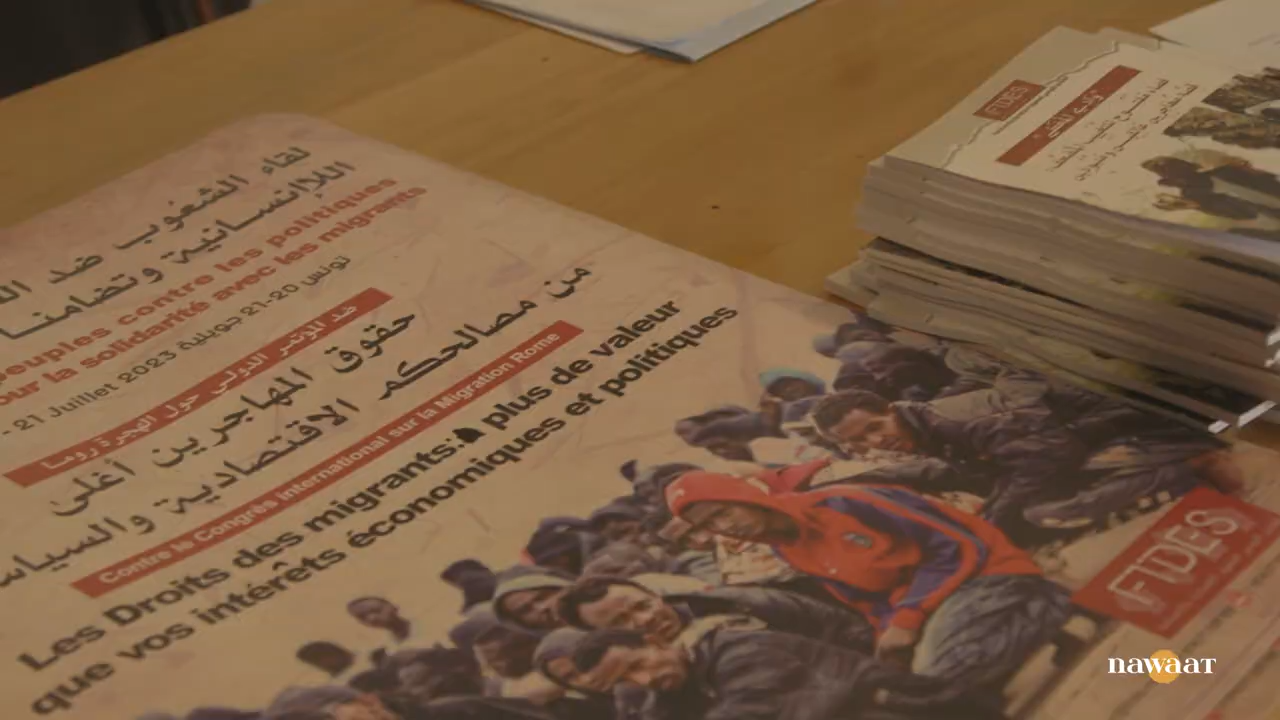 لقاء الشعوب ضد
اللاإنسانية وتضامنا
peuples contre les politiques
our la solidarité avec les migrants
- 21 Juillet 2023 تونس 20-21 جويلية
ضد المؤتمر الدولي حول الهجرة روما
حقوق المهاجرين أغلى
من مصالحكم الاقتصادية والسياس
Contre le Congrès international sur la Migration Rome
Les Droits des migrants: plus de valeur
que vos intérêts économiques et politiques
FTDES
FTDES
nawaat